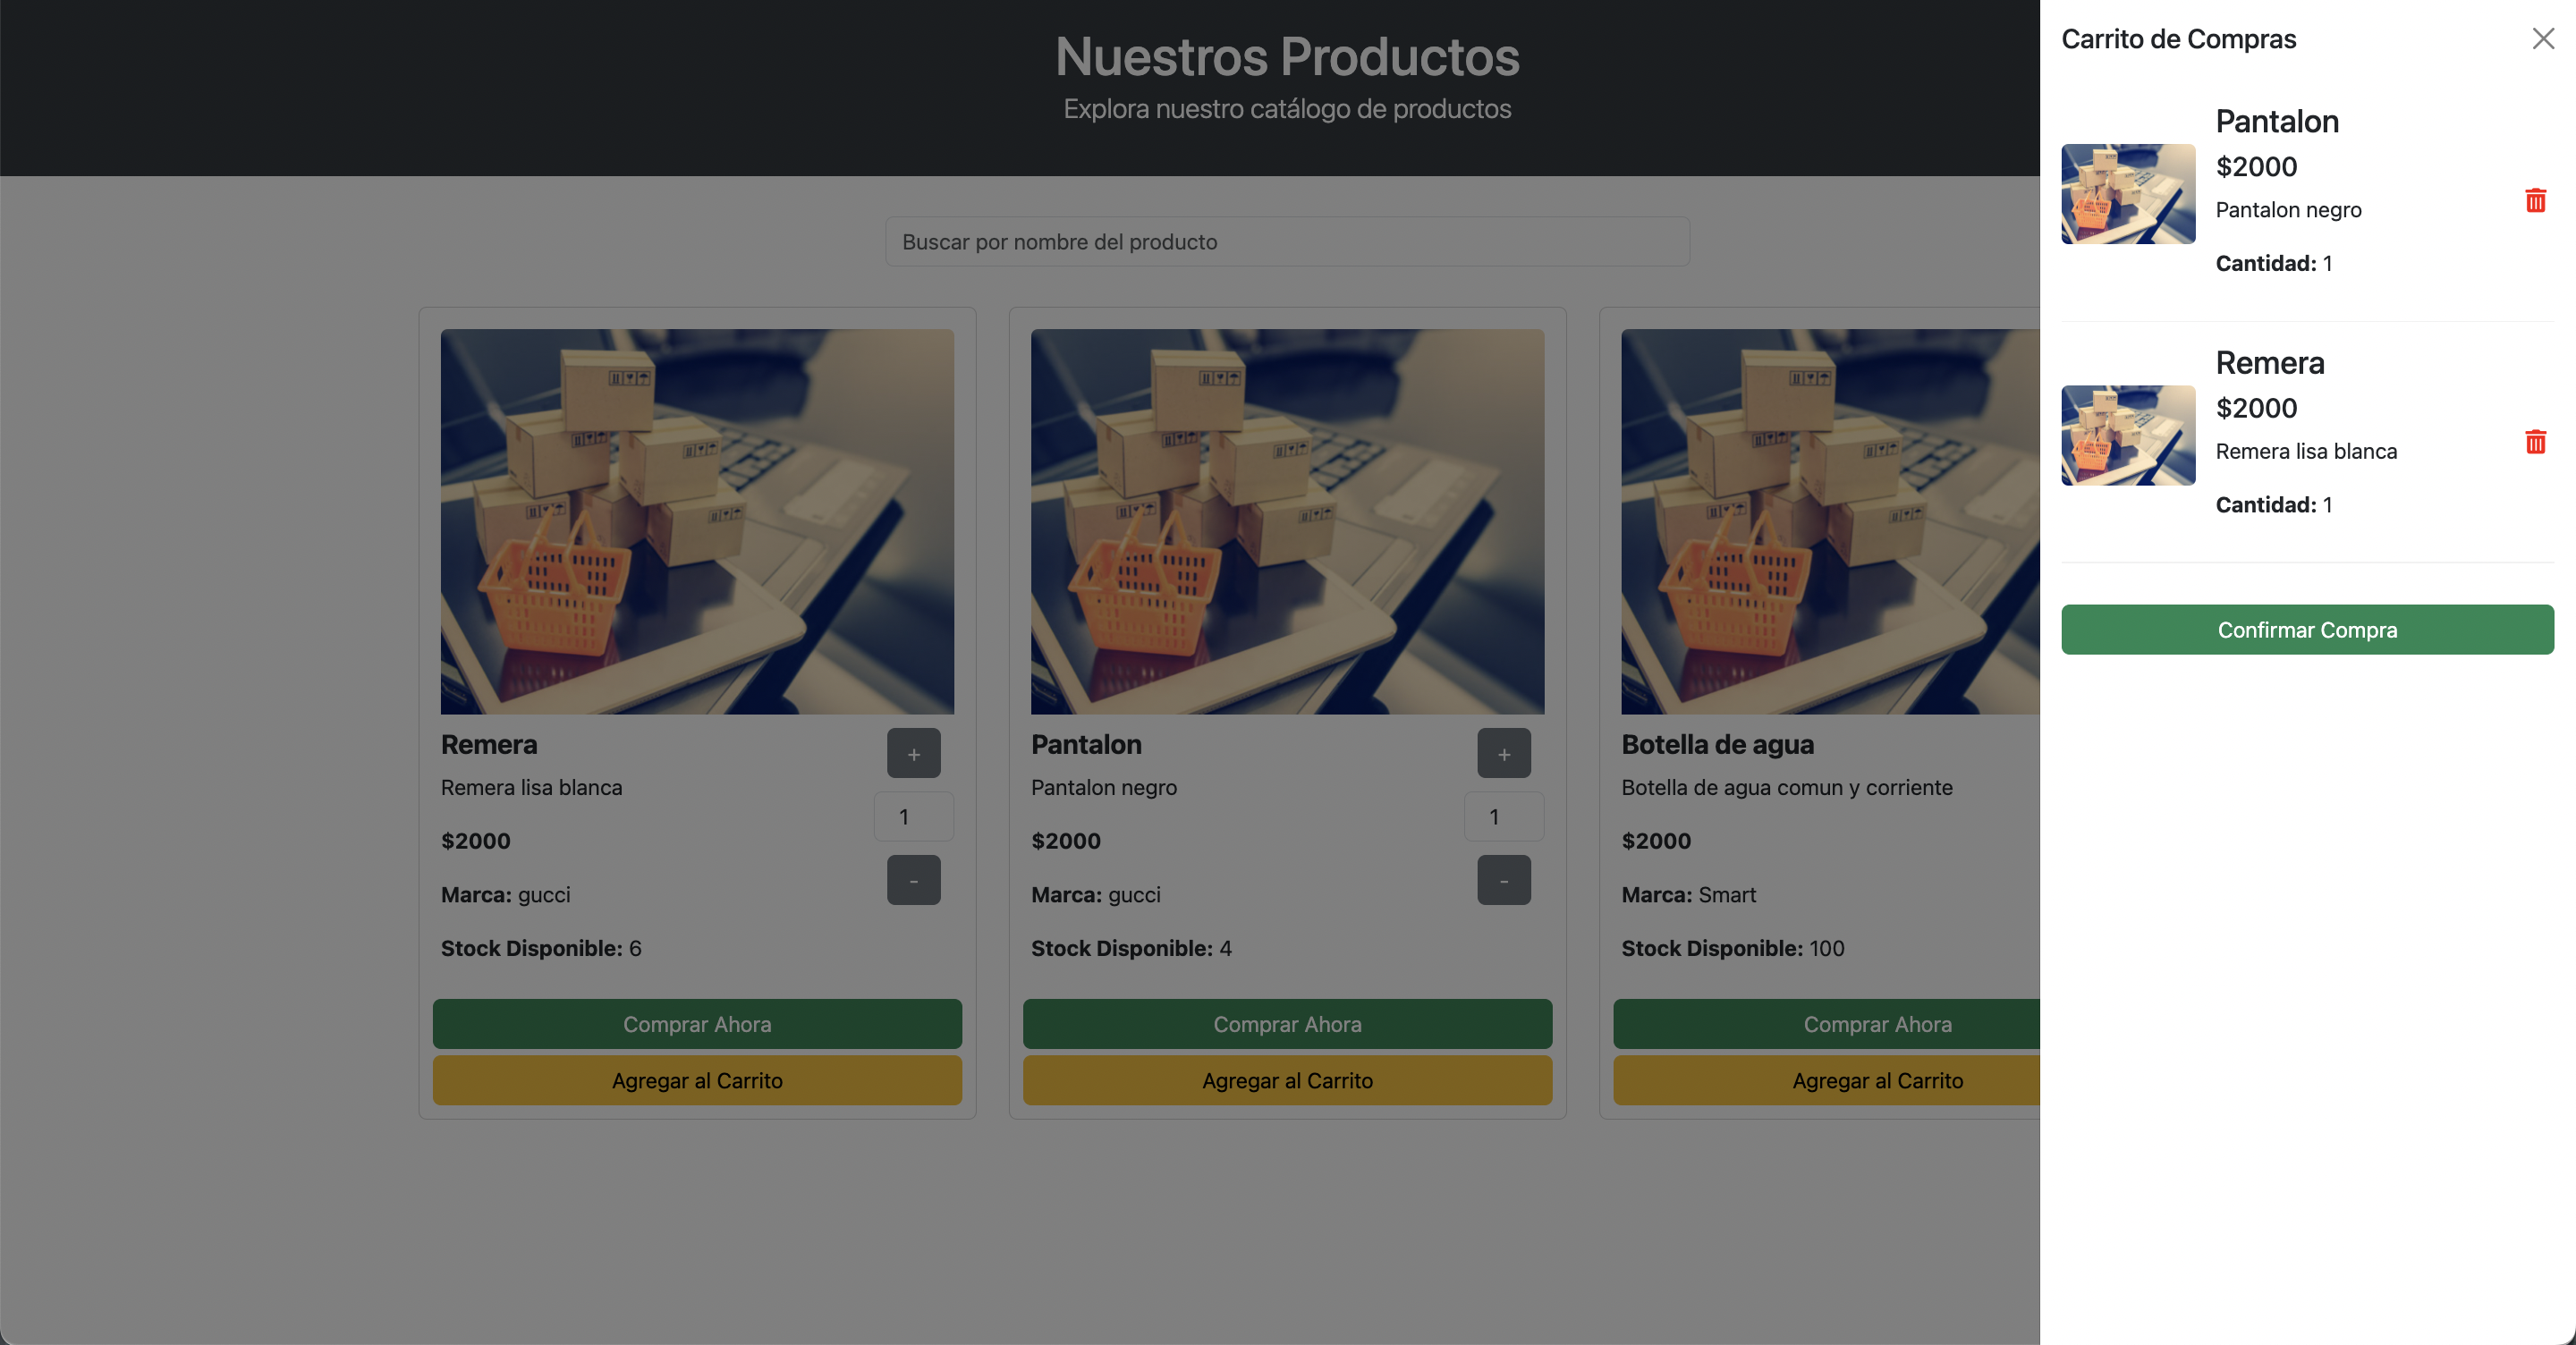 Nuestros Productos
Explora nuestro catálogo de productos
Buscar por nombre del producto
Remera
Remera lisa blanca
$2000
Marca: gucci
Stock Disponible: 6
+
1
-
Comprar Ahora
Agregar al Carrito
Pantalon
Pantalon negro
$2000
Marca: gucci
Stock Disponible: 4
+
1
-
Comprar Ahora
Agregar al Carrito
Botella de agua
Botella de agua comun y corriente
$2000
Marca: Smart
Stock Disponible: 100
Comprar Ahora
Agregar al Carrito
Carrito de Compras
Pantalon
$2000
Pantalon negro
Cantidad: 1
Remera
$2000
Remera lisa blanca
Cantidad: 1
Confirmar Compra